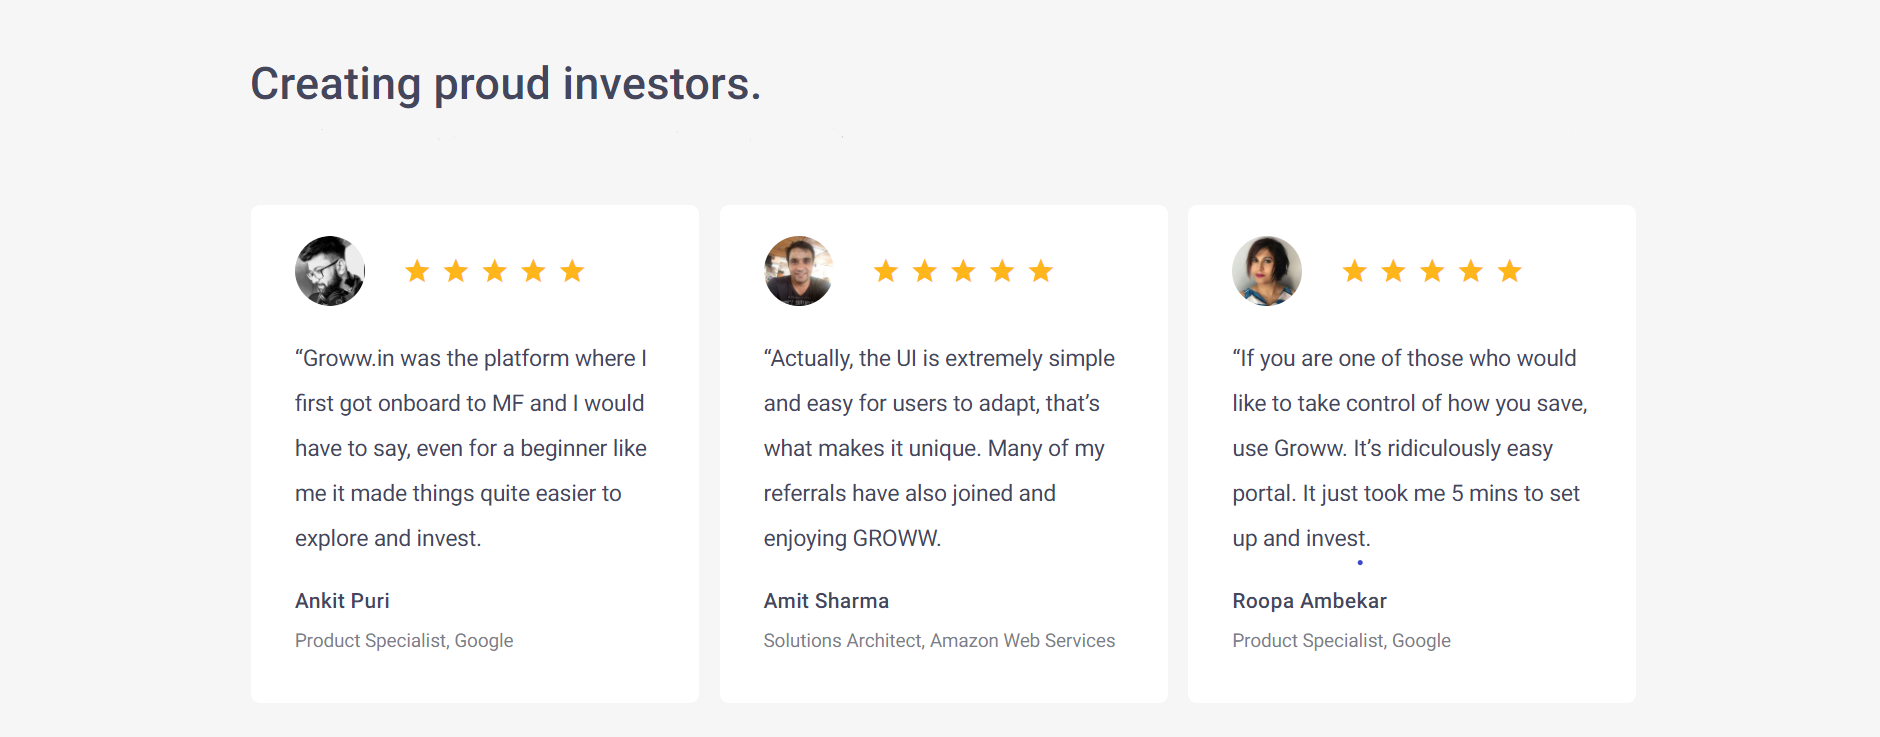 Creating proud investors.
“Groww.in was the platform where I
first got onboard to MF and I would
have to say, even for a beginner like
me it made things quite easier to
explore and invest.
Ankit Puri
Product Specialist, Google
“Actually, the UI is extremely simple
and easy for users to adapt, that’s
what makes it unique. Many of my
referrals have also joined and
enjoying GROWW.
Amit Sharma
Solutions Architect, Amazon Web Services
“If you are one of those who would
like to take control of how you save,
use Groww. It’s ridiculously easy
portal. It just took me 5 mins to set
up and invest.
Roopa Ambekar
Product Specialist, Google